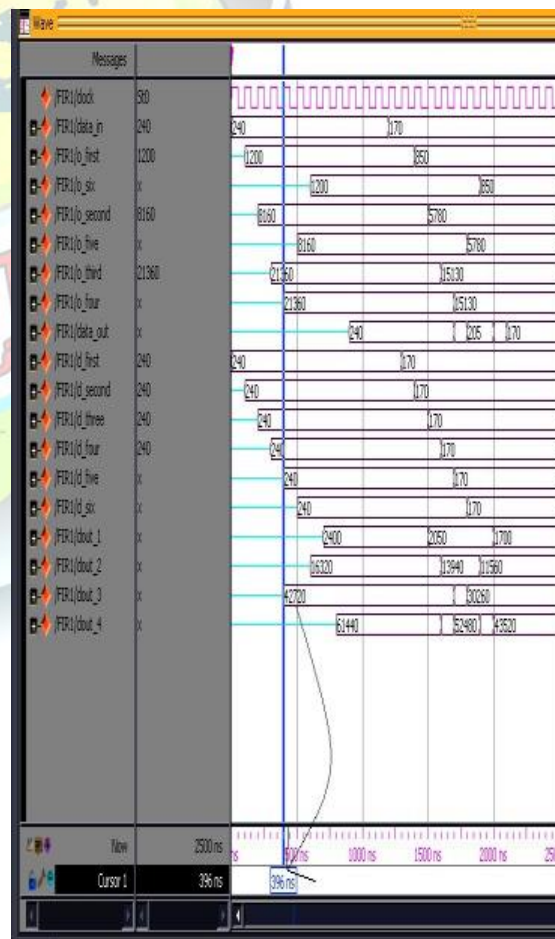 Wave
Messages
/FIR1/clock St0
/FIR1/data_in 240 240 170
/FIR1/o_first 1200 1200 850
/FIR1/o_six x 1200 850
/FIR1/o_second 8160 8160 5780
/FIR1/o_five x 8160 5780
/FIR1/o_third 21360 21360 15130
/FIR1/o_four x 21360 15130
/FIR1/data_out x 240 205 170
/FIR1/d_first 240 240 170
/FIR1/d_second 240 240 170
/FIR1/d_three 240 240 170
/FIR1/d_four 240 240 170
/FIR1/d_five x 240 170
/FIR1/d_six x 240 170
/FIR1/dout_1 x 2400 2050 1700
/FIR1/dout_2 x 16320 13940 11560
/FIR1/dout_3 x 42720 30260
/FIR1/dout_4 x 61440 52480 43520
Now 2500 ns ns 500 ns 1000 ns 1500 ns 2000 ns 25
Cursor 1 396 ns 396 ns